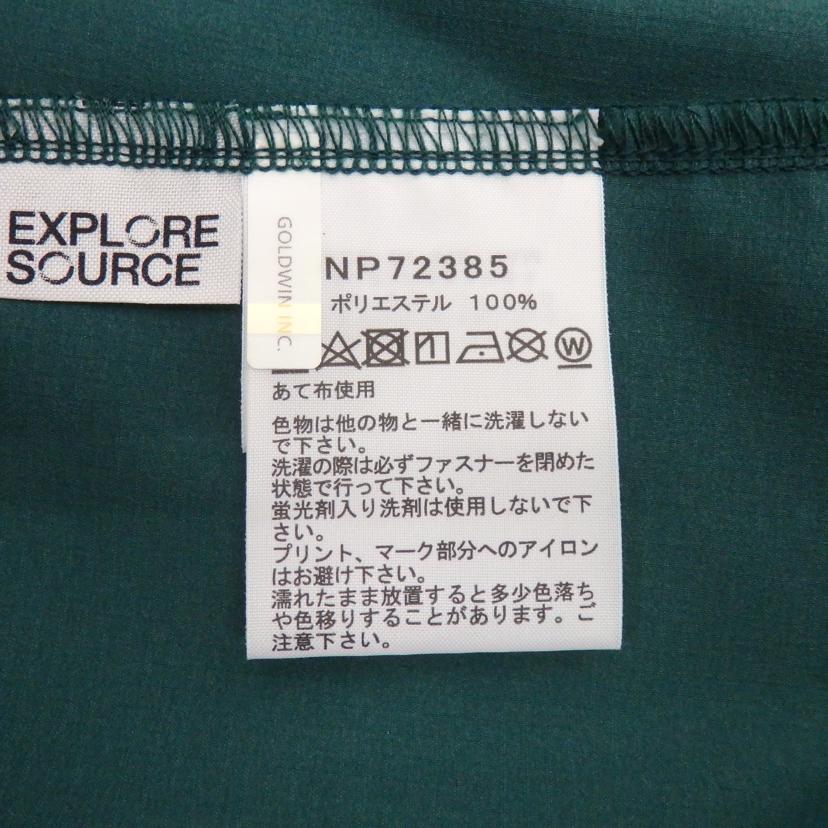 EXPLORE
SOURCE
GOLDWIN INC.
NP72385
ポリエステル 100%
W
あて布使用
色物は他の物と一緒に洗濯しない
で下さい。
洗濯の際は必ずファスナーを閉めた
状態で行って下さい。
蛍光剤入り洗剤は使用しないで下
さい。
プリント、マーク部分へのアイロン
はお避け下さい。
濡れたまま放置すると多少色落ち
や色移りすることがあります。ご
注意下さい。